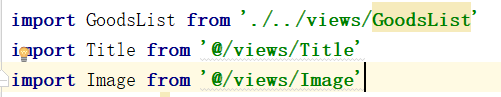 import GoodsList from './../views/GoodsList'
import Title from '@/views/Title'
import Image from '@/views/Image'